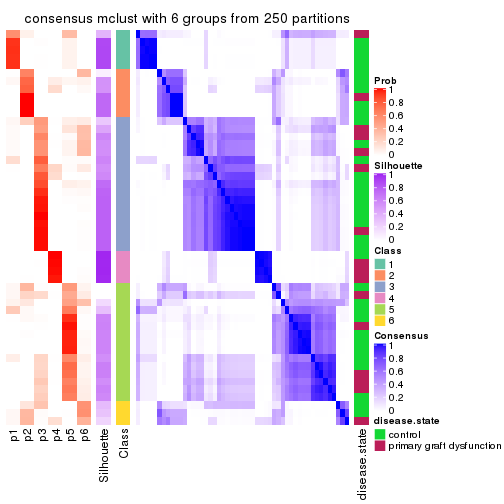 consensus mclust with 6 groups from 250 partitions
Prob
1
0.8
0.6
0.4
0.2
0
Silhouette
1
0.8
0.6
0.4
0.2
0
Class
1
2
3
4
5
6
Consensus
1
0.8
0.6
0.4
0.2
0
disease.state
control
primary graft dysfunction
p1
p2
p3
p4
p5
p6
Silhouette
Class
disease.state